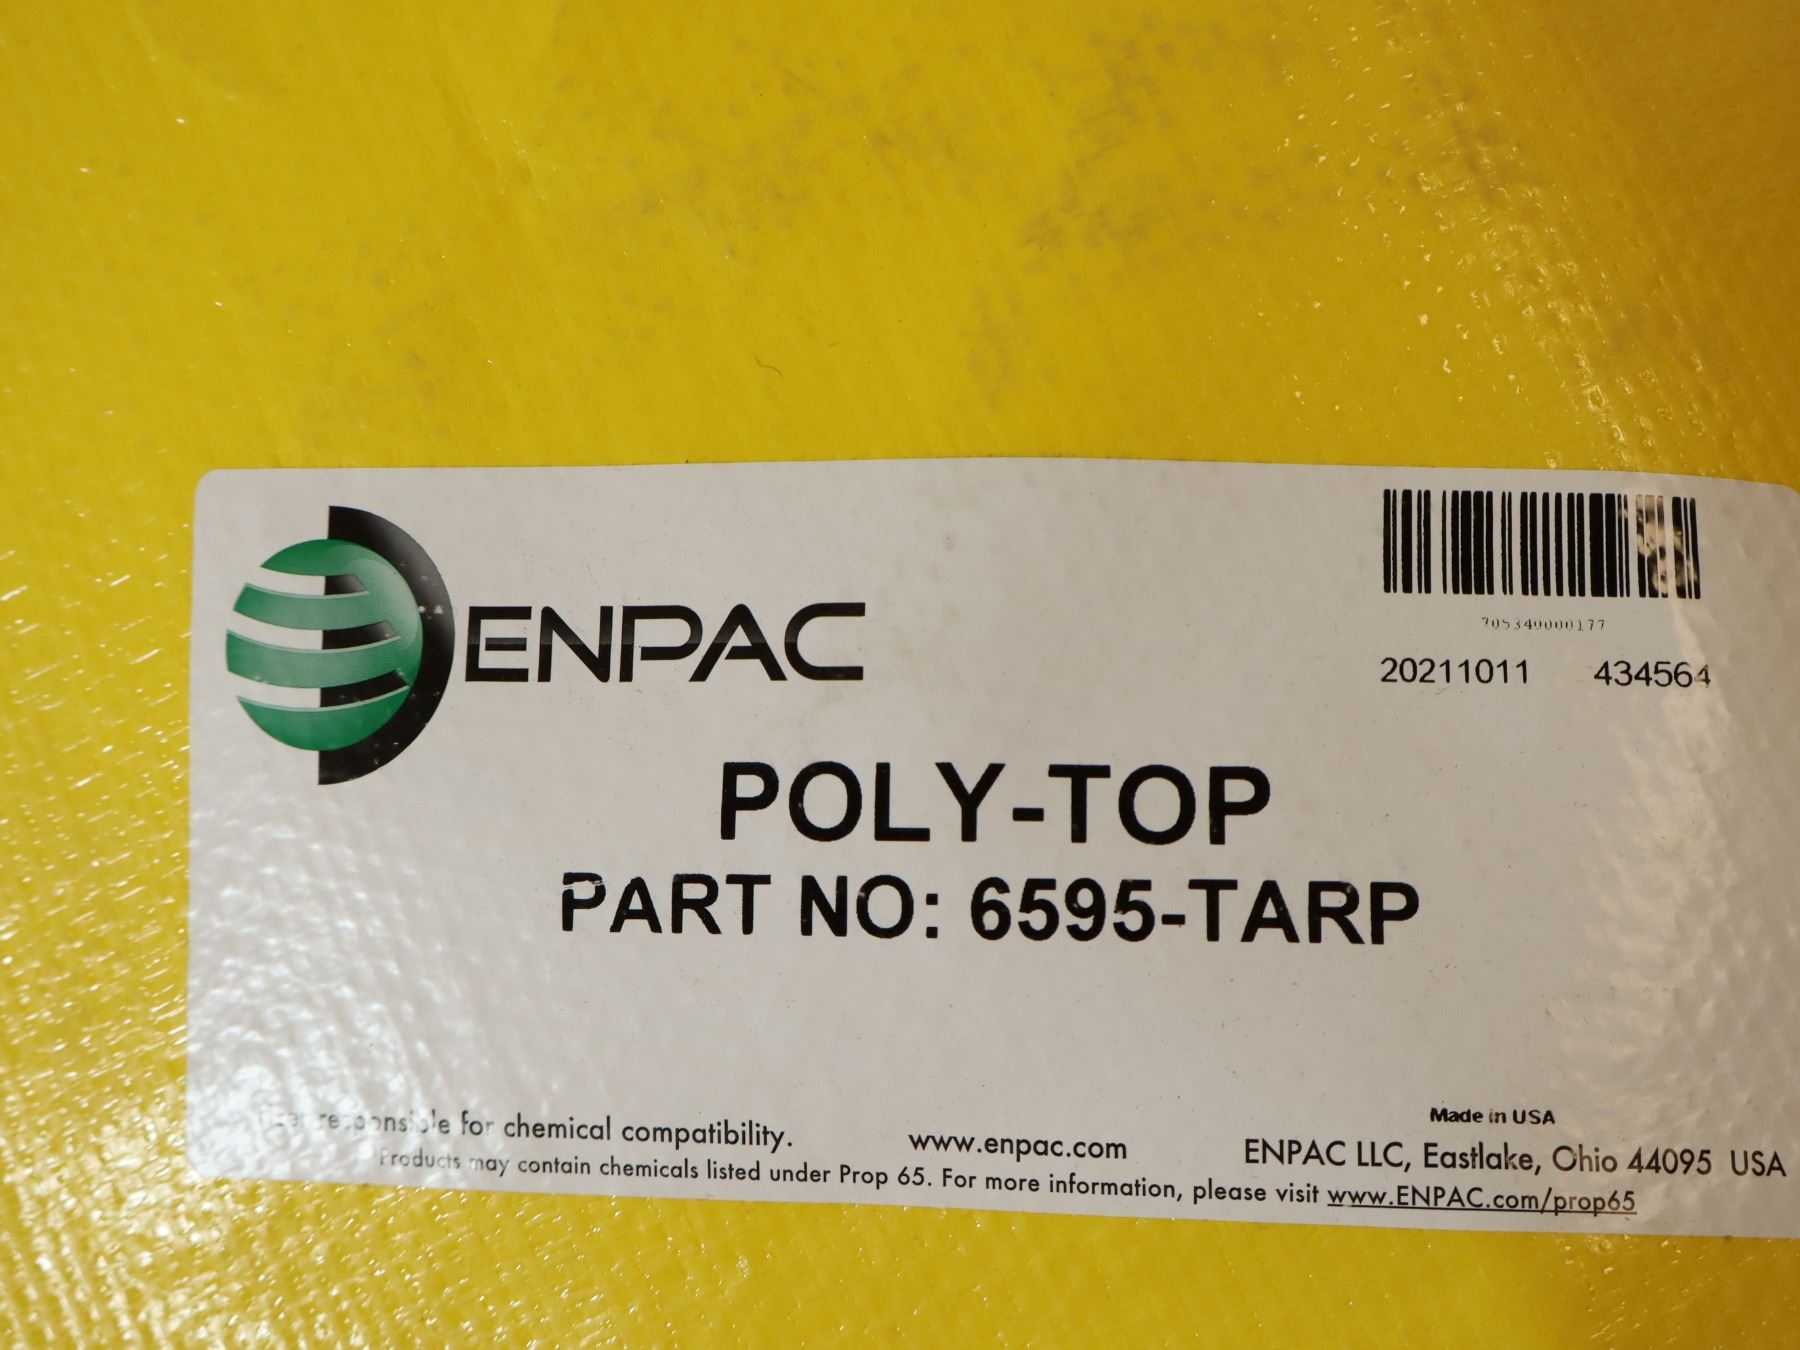 ENPAC
705340000177
20211011 434564
POLY-TOP
PART NO: 6595-TARP
responsible for chemical compatibility.
www.enpac.com
Made in USA
ENPAC LLC, Eastlake, Ohio 44095 USA
Products may contain chemicals listed under Prop 65. For more information, please visit www.ENPAC.com/prop65